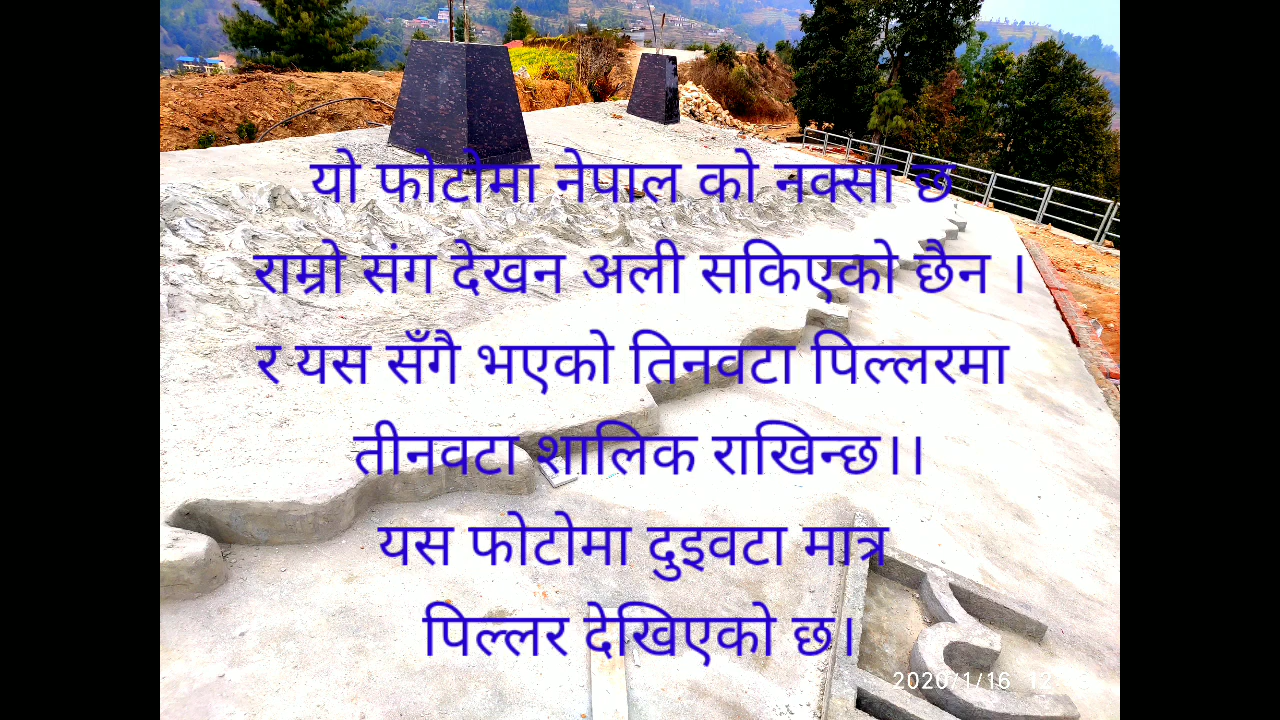 यो फोटोमा नेपाल को नक्सा छ
राम्रो संग देखन अली सकिएको छैन ।
र यस सँगै भएको तिनवटा पिल्लरमा
तीनवटा शालिक राखिन्छ।।
यस फोटोमा दुइवटा मात्र
पिल्लर देखिएको छ।
2020/1/16